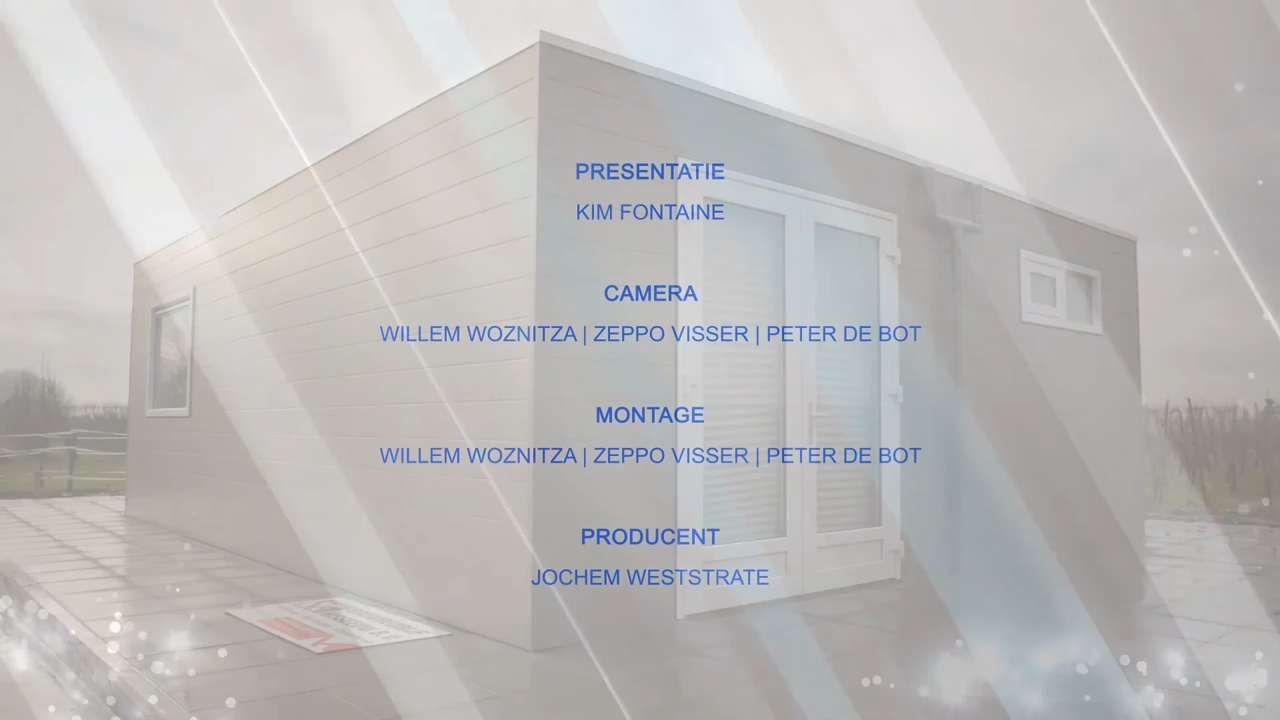 PRESENTATIE
KIM FONTAINE
CAMERA
WILLEM WOZNITZA | ZEPPO VISSER | PETER DE BOT
MONTAGE
WILLEM WOZNITZA | ZEPPO VISSER | PETER DE BOT
PRODUCENT
JOCHEM WESTSTRATE